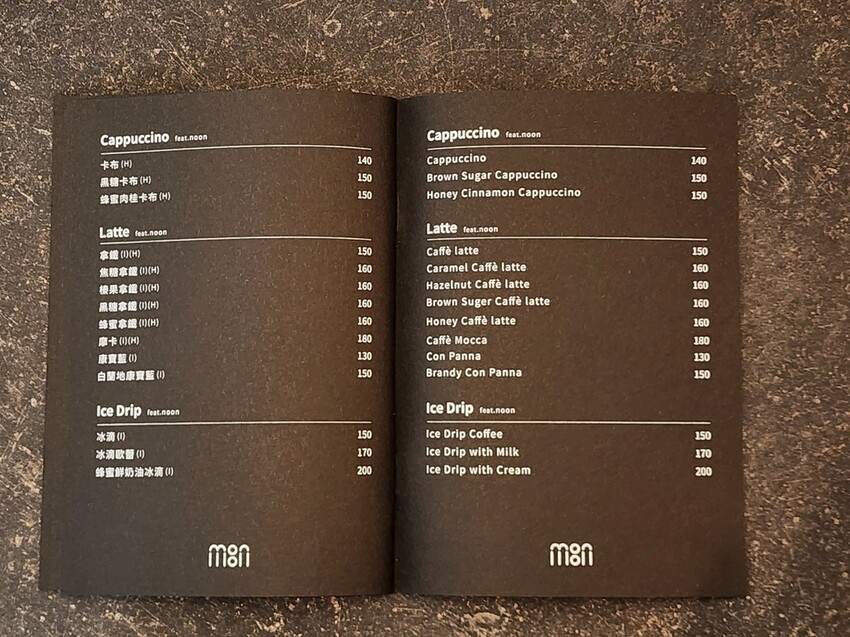 Cappuccino feat.noon
卡布 (H) 140
黑糖卡布 (H) 150
蜂蜜肉桂卡布 (H) 150
Latte feat.noon
拿鐵 (I)(H) 150
焦糖拿鐵 (I)(H) 160
榛果拿鐵 (I)(H) 160
黑糖拿鐵 (I)(H) 160
蜂蜜拿鐵 (I)(H) 160
摩卡 (I)(H) 180
康寶藍 (I) 130
白蘭地康寶藍 (I) 150
Ice Drip feat.noon
冰滴 (I) 150
冰滴歐蕾 (I) 170
蜂蜜鮮奶油冰滴 (I) 200
moon
Cappuccino feat.noon
Cappuccino 140
Brown Sugar Cappuccino 150
Honey Cinnamon Cappuccino 150
Latte feat.noon
Caffè latte 150
Caramel Caffè latte 160
Hazelnut Caffè latte 160
Brown Suger Caffè latte 160
Honey Caffè latte 160
Caffè Mocca 180
Con Panna 130
Brandy Con Panna 150
Ice Drip feat.noon
Ice Drip Coffee 150
Ice Drip with Milk 170
Ice Drip with Cream 200
moon